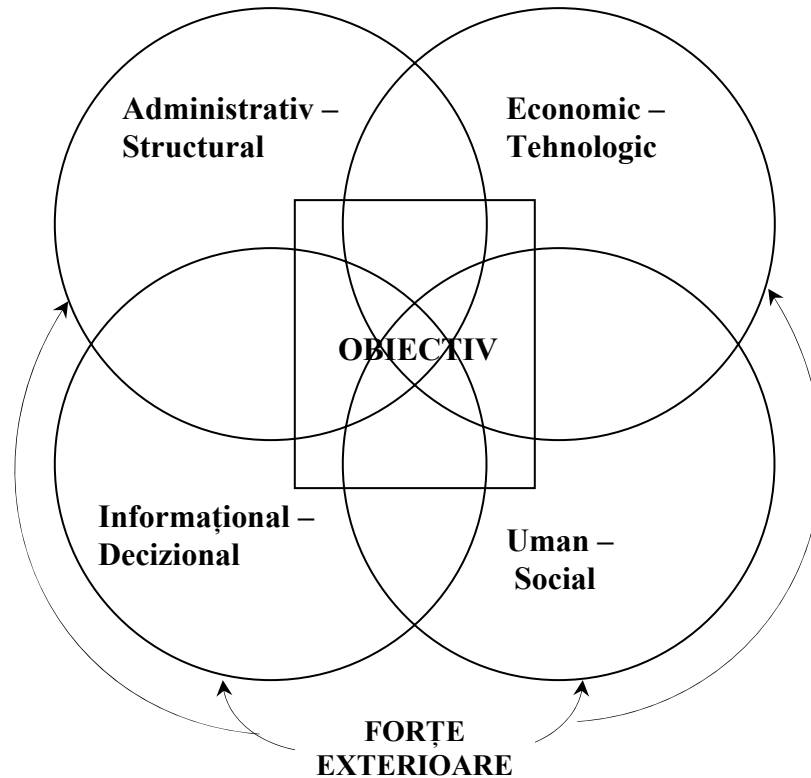 Administrativ –
Structural
Economic –
Tehnologic
OBIECTIV
Informațional –
Decizional
Uman –
Social
FORȚE
EXTERIOARE